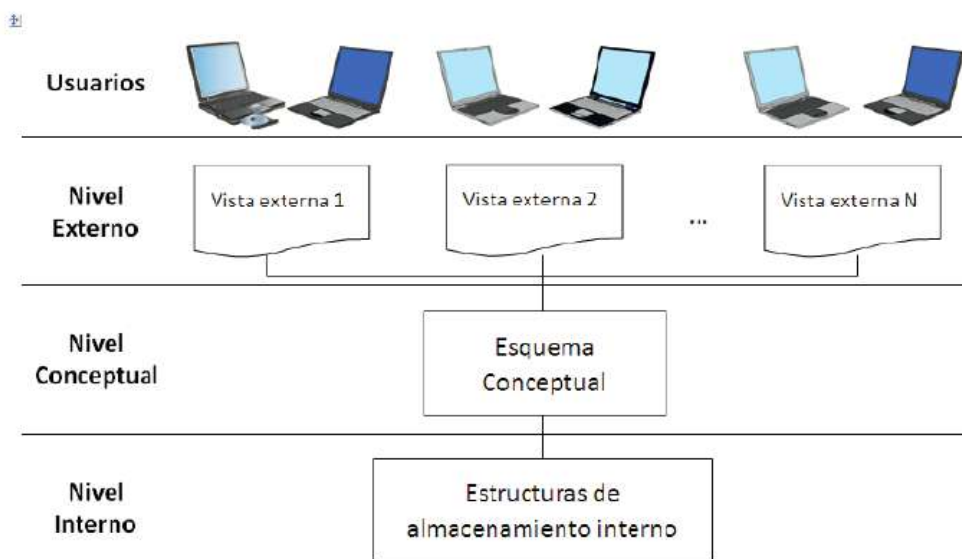 Usuarios
Nivel
Externo
Vista externa 1
Vista externa 2
...
Vista externa N
Nivel
Conceptual
Esquema
Conceptual
Nivel
Interno
Estructuras de
almacenamiento interno